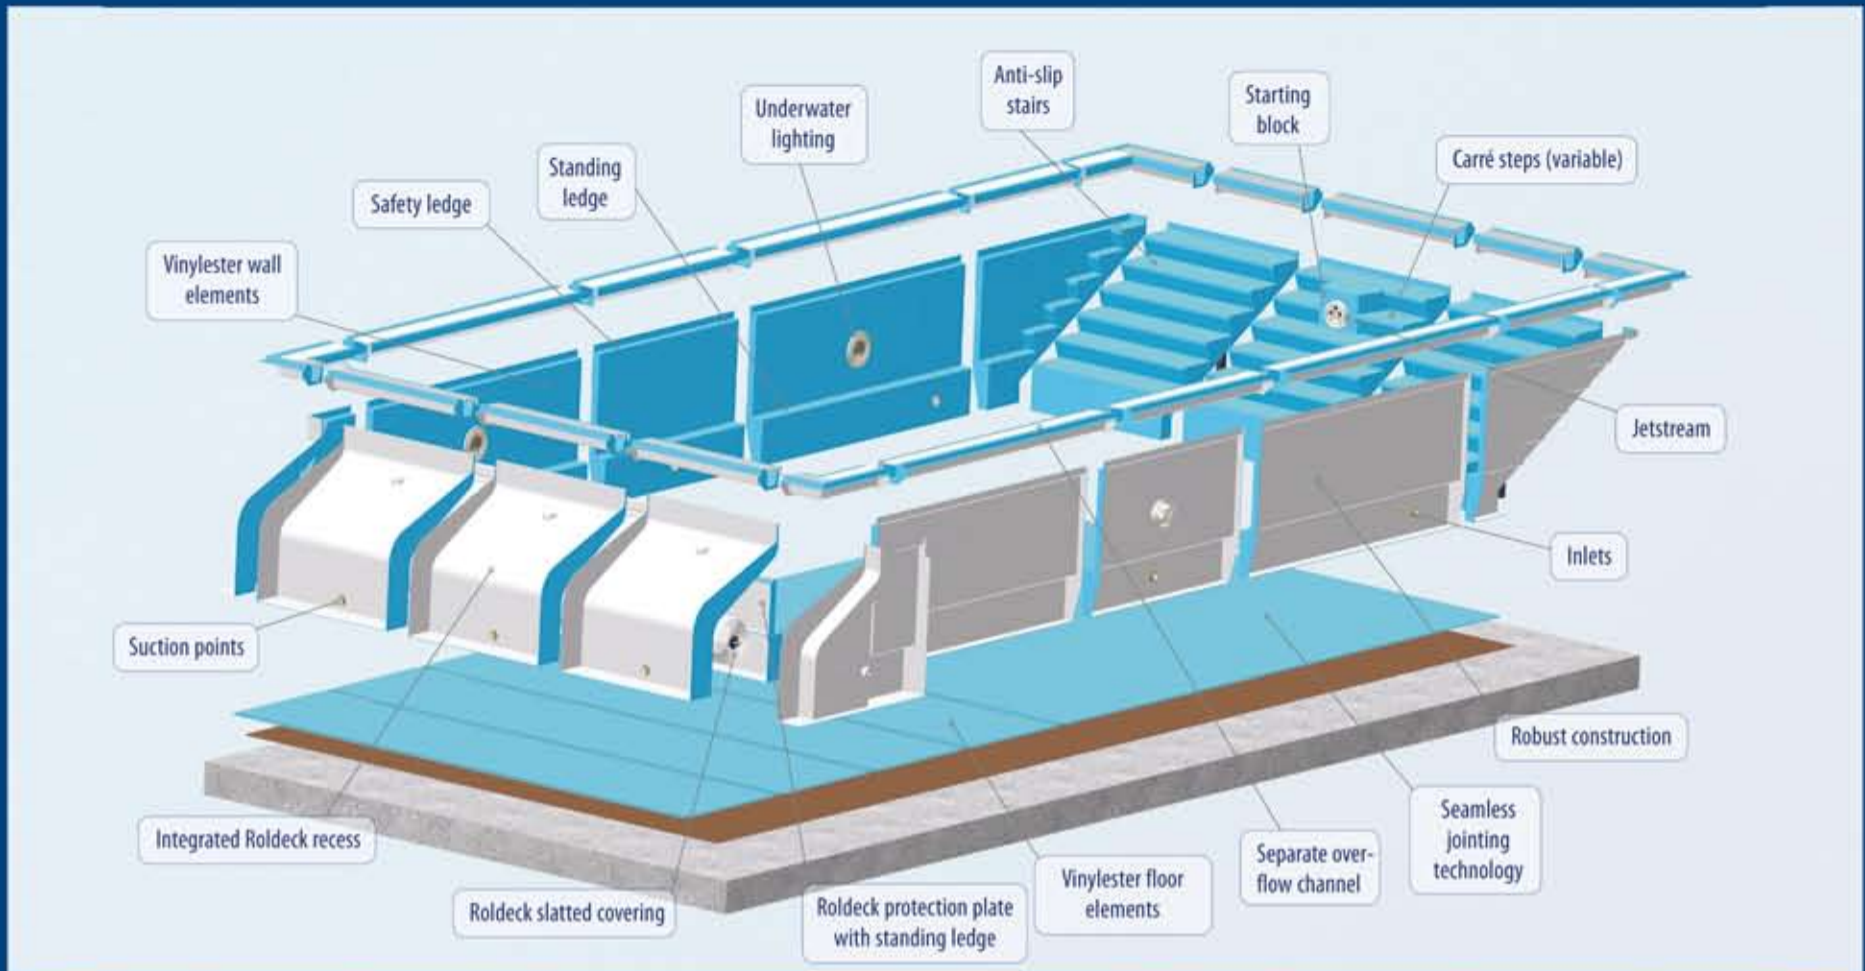 Anti-slip
stairs
Starting
block
Underwater
lighting
Carré steps (variable)
Standing
ledge
Safety ledge
Vinylester wall
elements
Jetstream
Inlets
Suction points
Robust construction
Integrated Roldeck recess
Seamless
jointing
technology
Separate over-
flow channel
Vinylester floor
elements
Roldeck slatted covering
Roldeck protection plate
with standing ledge